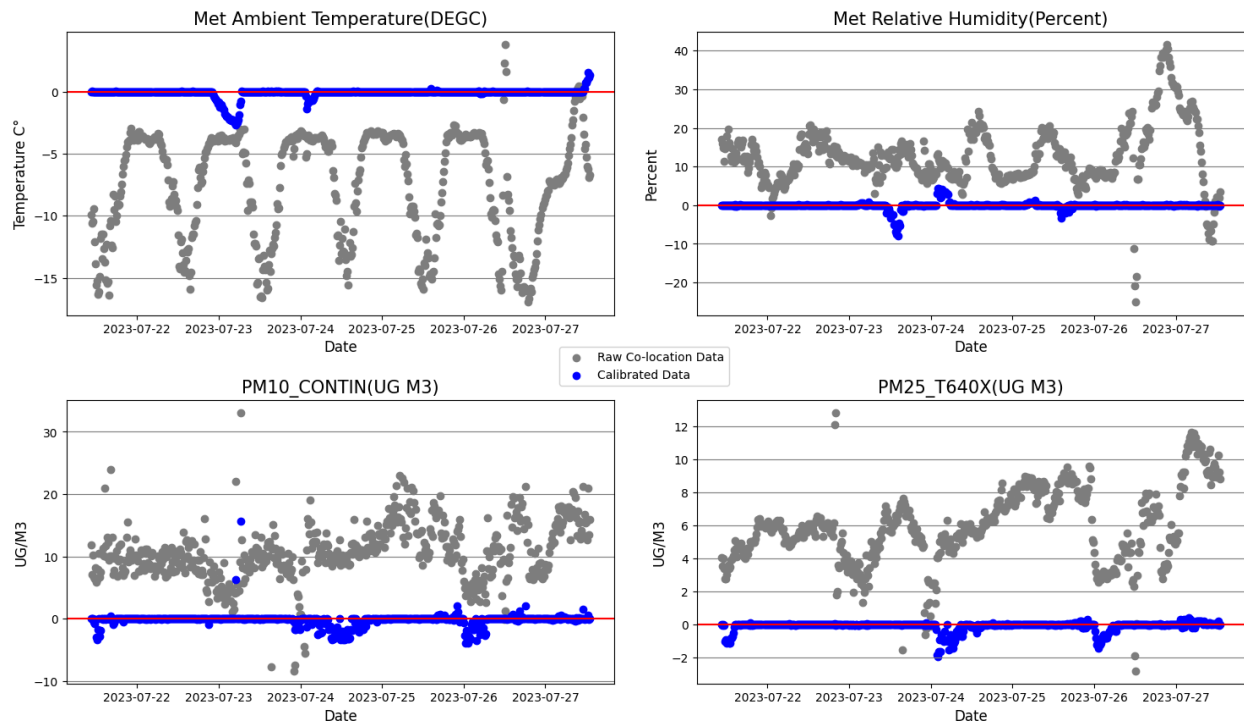 Met Ambient Temperature(DEGC)
0
−5
−10
−15
Temperature C°
2023-07-22 2023-07-23 2023-07-24 2023-07-25 2023-07-26 2023-07-27
Date
Met Relative Humidity(Percent)
40
30
20
10
0
−10
−20
Percent
2023-07-22 2023-07-23 2023-07-24 2023-07-25 2023-07-26 2023-07-27
Date
Raw Co-location Data
Calibrated Data
PM10_CONTIN(UG M3)
30
20
10
0
−10
UG/M3
2023-07-22 2023-07-23 2023-07-24 2023-07-25 2023-07-26 2023-07-27
Date
PM25_T640X(UG M3)
12
10
8
6
4
2
0
−2
UG/M3
2023-07-22 2023-07-23 2023-07-24 2023-07-25 2023-07-26 2023-07-27
Date